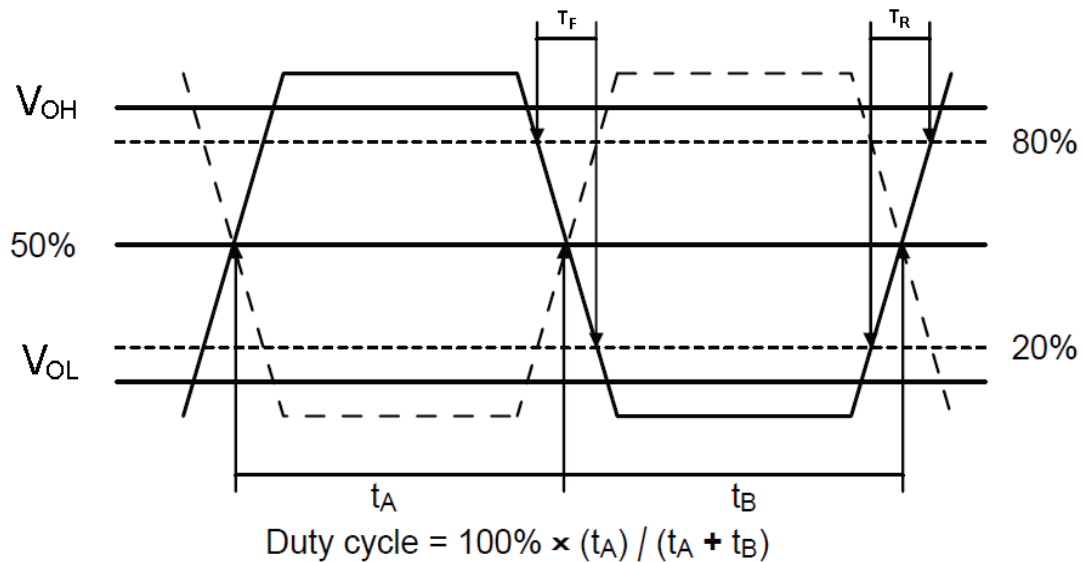 TF TR
VOH
80%
50%
20%
VOL
tA tB
Duty cycle = 100% × (tA) / (tA + tB)